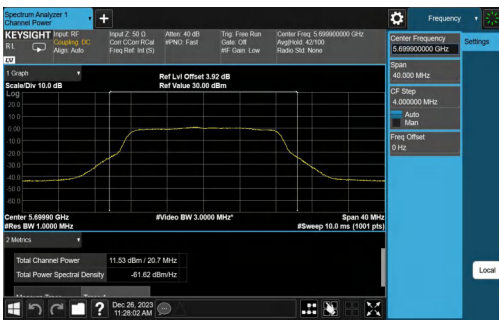 Spectrum Analyzer 1
Channel Power
+
Frequency
KEYSIGHT
RL
Input: RF
Coupling: DC
Align: Auto
Input Z: 50 Ω
Corr CCorr RCal
Freq Ref: Int (S)
Atten: 40 dB
#PNO: Fast
Trig: Free Run
Gate: Off
#IF Gain: Low
Center Freq: 5.699900000 GHz
Avg|Hold: 42/100
Radio Std: None
Center Frequency
5.699900000 GHz
Settings
Span
40.000 MHz
CF Step
4.000000 MHz
Auto
Man
Freq Offset
0 Hz
Local
1 Graph
Scale/Div 10.0 dB
Ref Lvl Offset 3.92 dB
Ref Value 30.00 dBm
Log
20.0
10.0
0.00
-10.0
-20.0
-30.0
-40.0
-50.0
-60.0
Center 5.69990 GHz
#Res BW 1.0000 MHz
#Video BW 3.0000 MHz*
Span 40 MHz
#Sweep 10.0 ms (1001 pts)
2 Metrics
Total Channel Power 11.53 dBm / 20.7 MHz
Total Power Spectral Density -61.62 dBm/Hz
?
Dec 26, 2023
11:28:02 AM